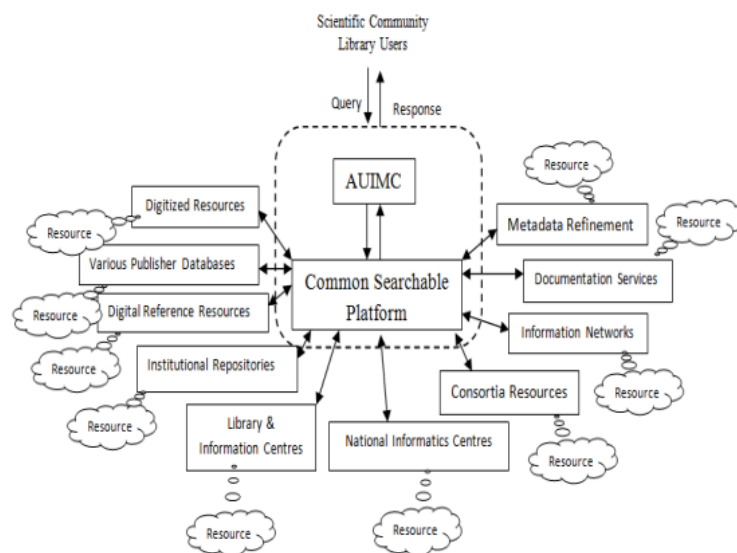 Scientific Community
Library Users
Query
Response
AUIMC
Common Searchable
Platform
Digitized Resources
Resource
Various Publisher Databases
Resource
Digital Reference Resources
Resource
Institutional Repositories
Resource
Library &
Information Centres
Resource
National Informatics Centres
Resource
Resource
Metadada Refinement
Resource
Documentation Services
Information Networks
Resource
Consortia Resources
Resource